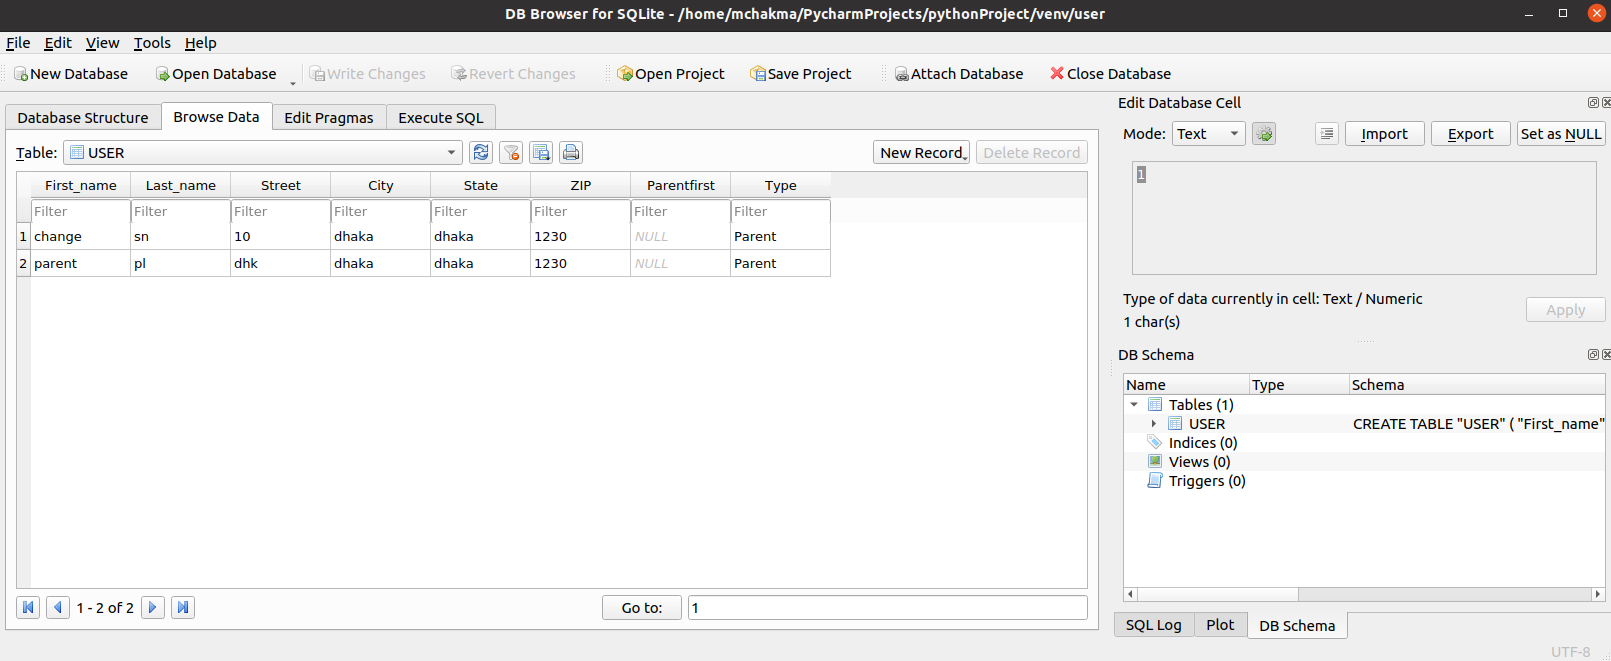 DB Browser for SQLite - /home/mchakma/PycharmProjects/pythonProject/venv/user
File Edit View Tools Help
New Database Open Database Write Changes Revert Changes Open Project Save Project Attach Database Close Database
Database Structure Browse Data Edit Pragmas Execute SQL
Table: USER New Record Delete Record
First_name Last_name Street City State ZIP Parentfirst Type
Filter Filter Filter Filter Filter Filter Filter Filter
1 change sn 10 dhaka dhaka 1230 NULL Parent
2 parent pl dhk dhaka dhaka 1230 NULL Parent
1 - 2 of 2 Go to: 1
Edit Database Cell
Mode: Text Import Export Set as NULL
1
Type of data currently in cell: Text / Numeric
1 char(s)
Apply
DB Schema
Name Type Schema
Tables (1)
USER CREATE TABLE "USER" ( "First_name"
Indices (0)
Views (0)
Triggers (0)
SQL Log Plot DB Schema
UTF-8